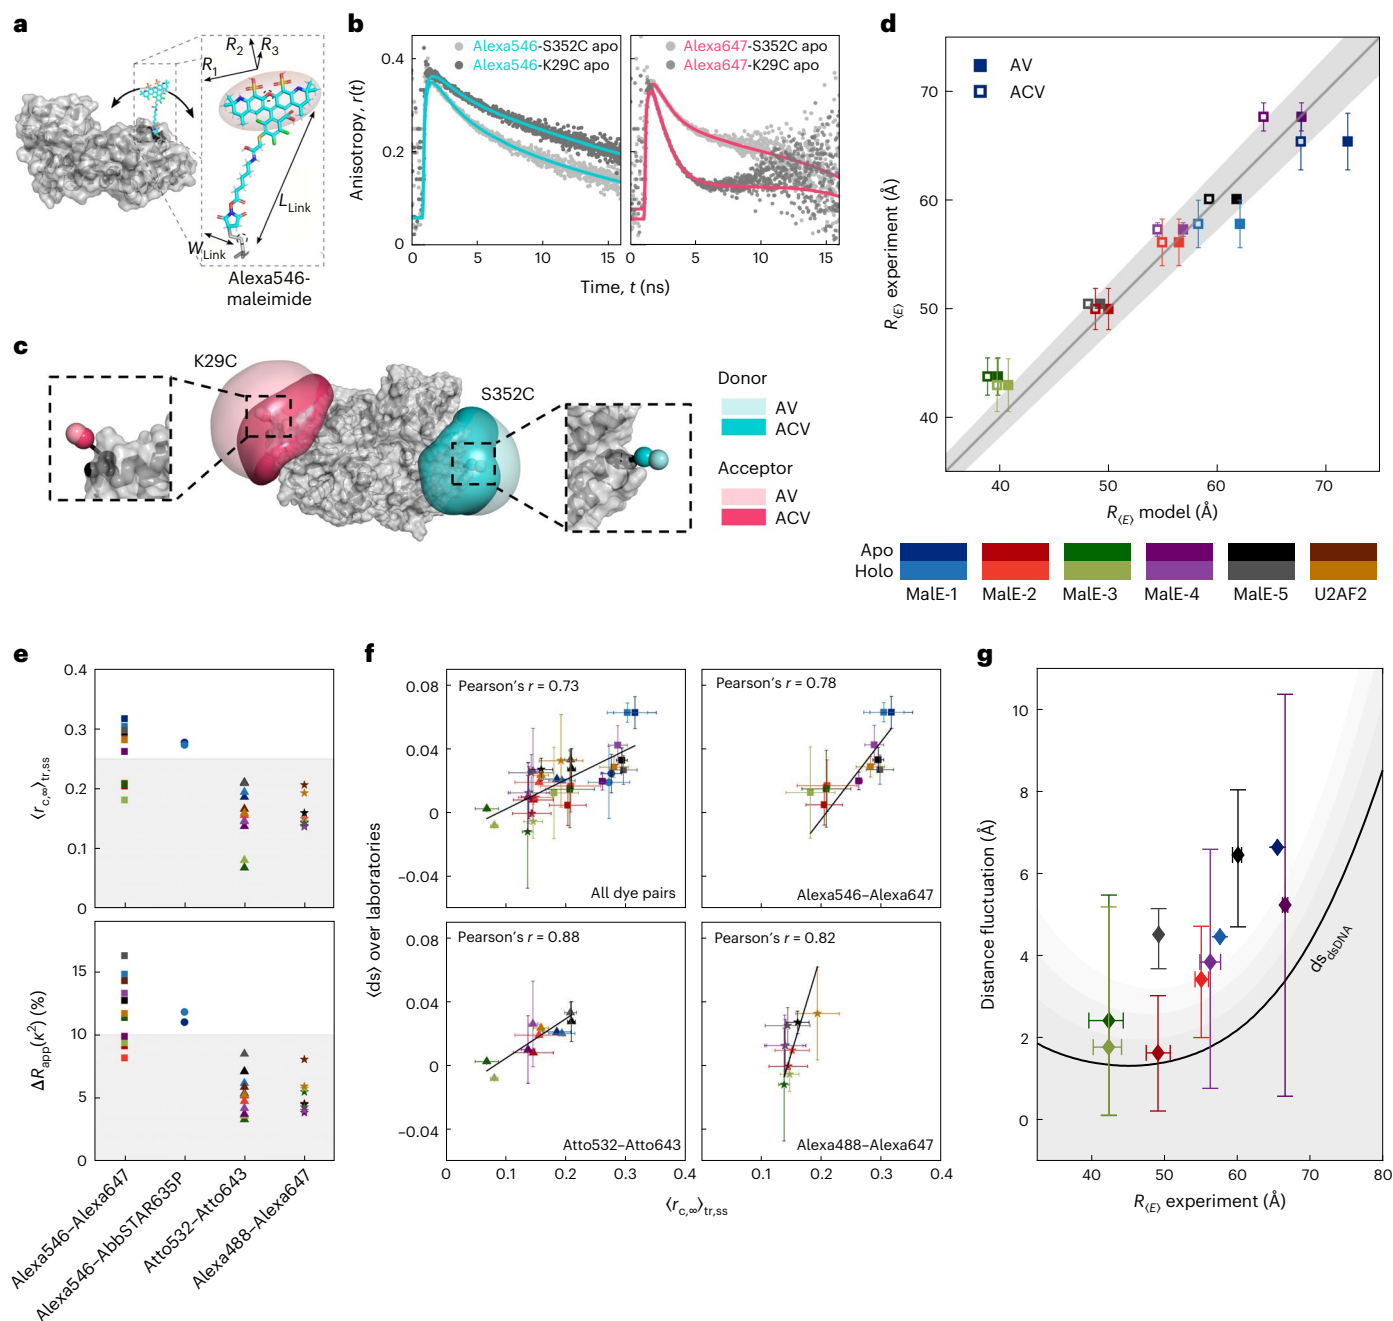 a
R1
R2
R3
LLink
WLink
Alexa546-
maleimide
b
Anisotropy, r(t)
0.4
0.2
0
Alexa546-S352C apo
Alexa546-K29C apo
Alexa647-S352C apo
Alexa647-K29C apo
0 5 10 15
0 5 10 15
Time, t (ns)
c
K29C
S352C
Donor
AV
ACV
Acceptor
AV
ACV
d
AV
ACV
R⟨E⟩ experiment (Å)
70
60
50
40
40 50 60 70
R⟨E⟩ model (Å)
Apo
Holo
MalE-1 MalE-2 MalE-3 MalE-4 MalE-5 U2AF2
e
⟨rc,∞⟩tr,ss
0.4
0.3
0.2
0.1
0
ΔRapp(κ²) (%)
15
10
5
0
Alexa546–Alexa647
Alexa546–AbbSTAR635P
Atto532–Atto643
Alexa488–Alexa647
f
⟨ds⟩ over laboratories
0.08
0.04
0
−0.04
Pearson's r = 0.73
All dye pairs
Pearson's r = 0.78
Alexa546–Alexa647
0.08
0.04
0
−0.04
Pearson's r = 0.88
Atto532–Atto643
Pearson's r = 0.82
Alexa488–Alexa647
0 0.1 0.2 0.3 0.4
0.1 0.2 0.3 0.4
⟨rc,∞⟩tr,ss
g
Distance fluctuation (Å)
10
8
6
4
2
0
dsdsDNA
40 50 60 70 80
R⟨E⟩ experiment (Å)